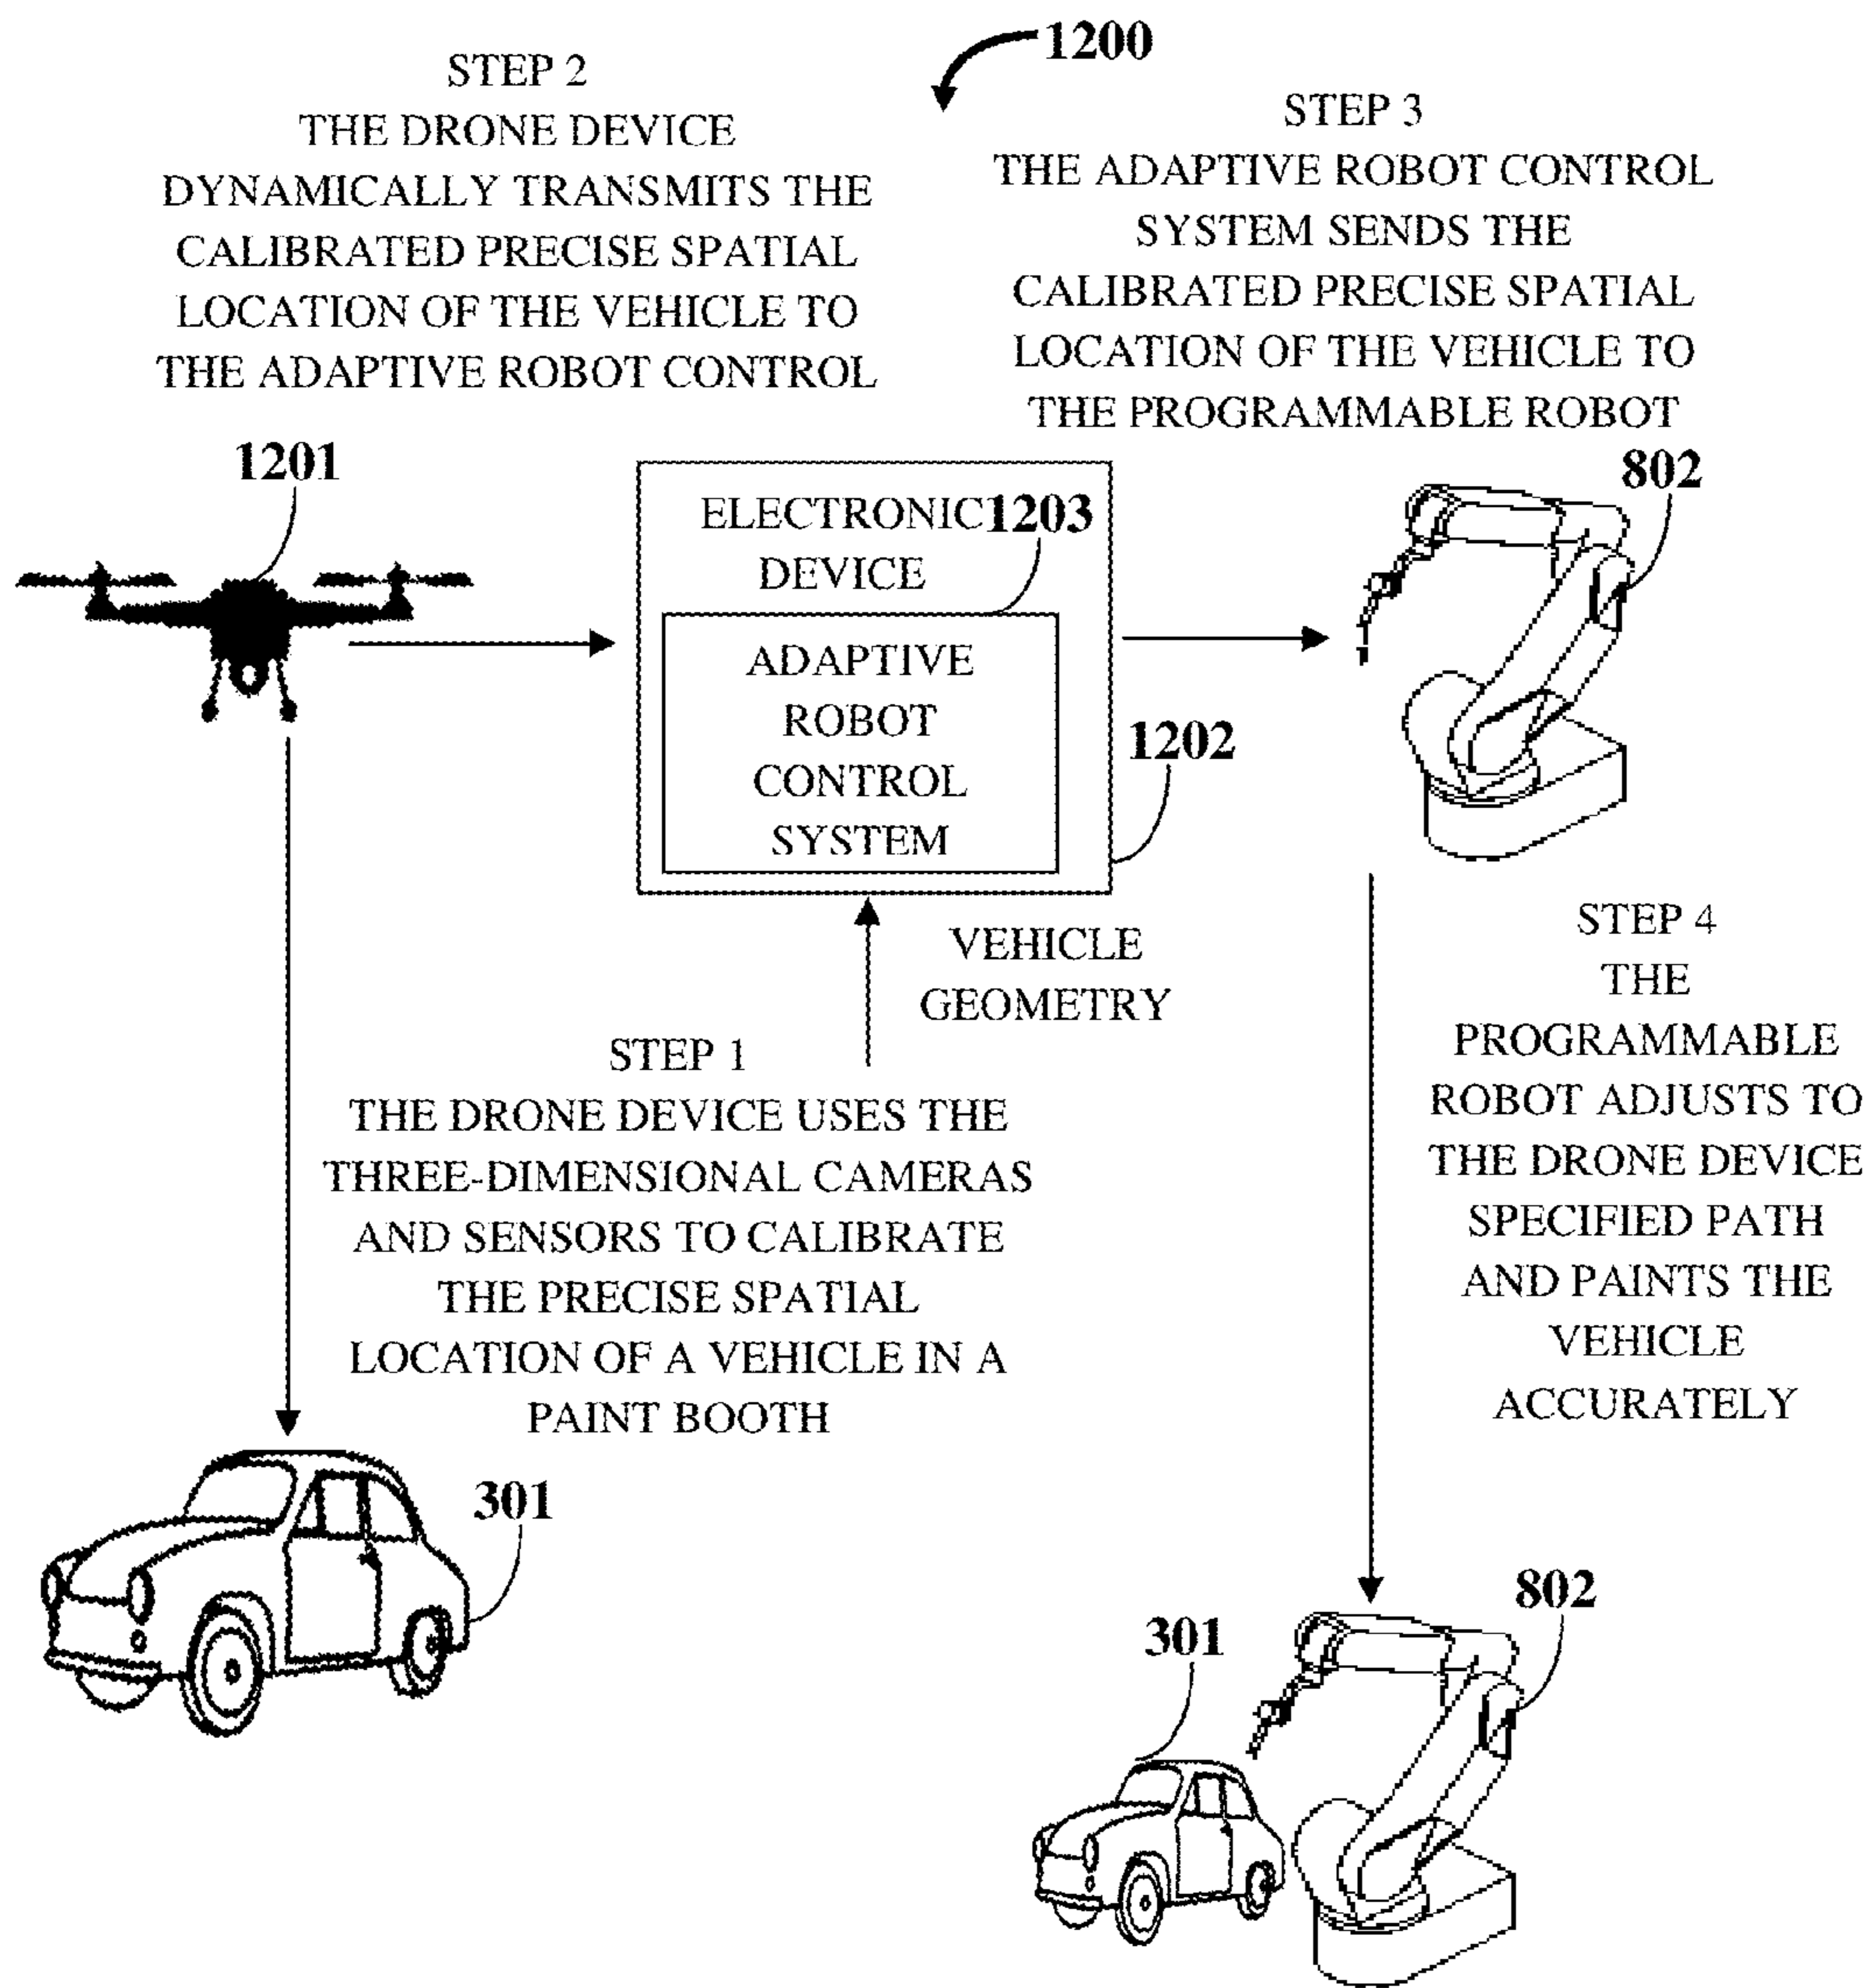 1200
STEP 2
THE DRONE DEVICE
DYNAMICALLY TRANSMITS THE
CALIBRATED PRECISE SPATIAL
LOCATION OF THE VEHICLE TO
THE ADAPTIVE ROBOT CONTROL
STEP 3
THE ADAPTIVE ROBOT CONTROL
SYSTEM SENDS THE
CALIBRATED PRECISE SPATIAL
LOCATION OF THE VEHICLE TO
THE PROGRAMMABLE ROBOT
1201
ELECTRONIC
DEVICE
1203
ADAPTIVE
ROBOT
CONTROL
SYSTEM
1202
802
VEHICLE
GEOMETRY
STEP 1
THE DRONE DEVICE USES THE
THREE-DIMENSIONAL CAMERAS
AND SENSORS TO CALIBRATE
THE PRECISE SPATIAL
LOCATION OF A VEHICLE IN A
PAINT BOOTH
STEP 4
THE
PROGRAMMABLE
ROBOT ADJUSTS TO
THE DRONE DEVICE
SPECIFIED PATH
AND PAINTS THE
VEHICLE
ACCURATELY
301
301
802